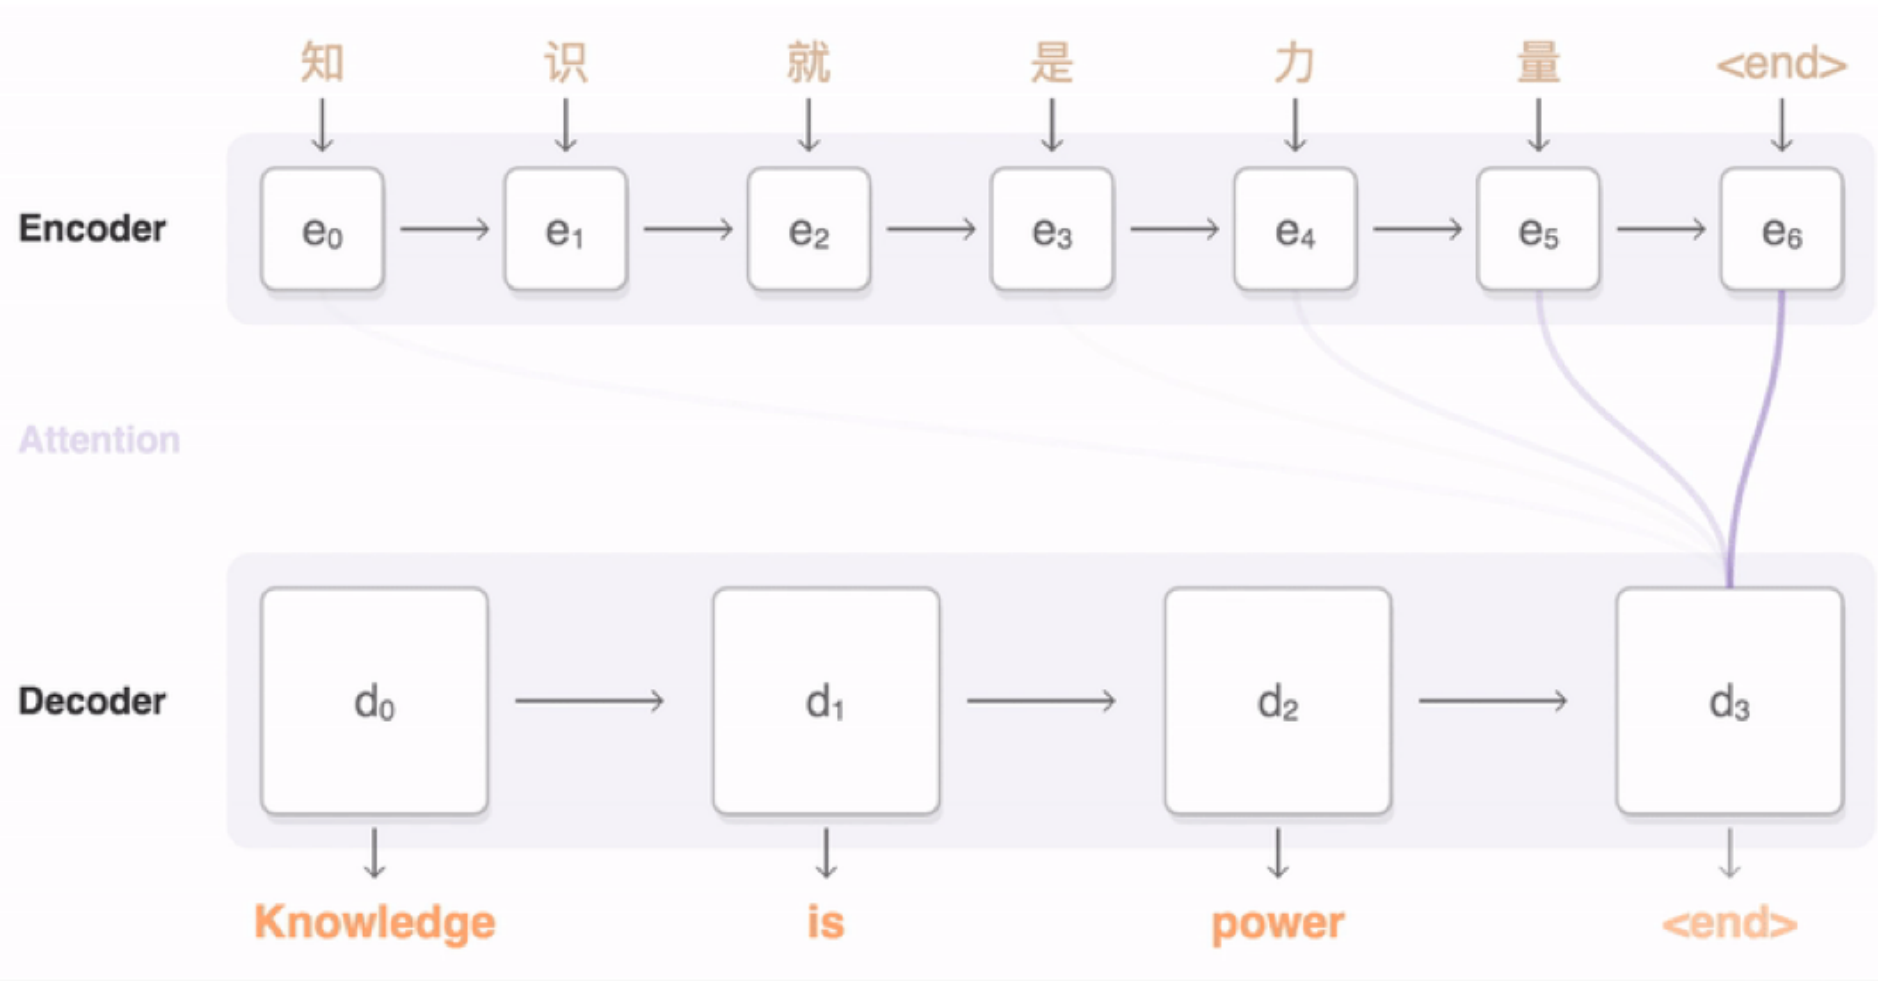 知 识 就 是 力 量 <end>
Encoder e₀ e₁ e₂ e₃ e₄ e₅ e₆
Attention
Decoder d₀ d₁ d₂ d₃
Knowledge is power <end>